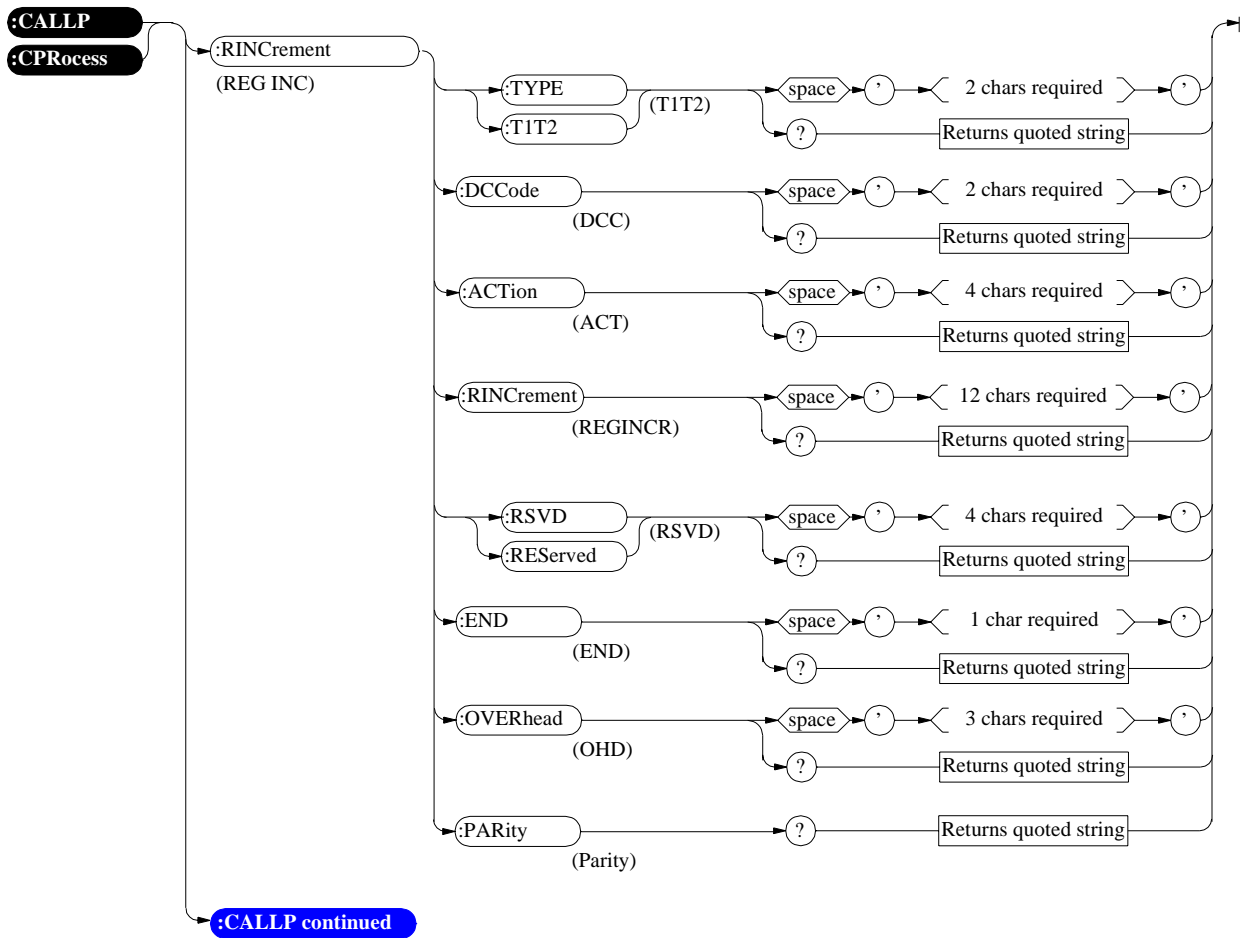 :CALLP
:CPRocess
:RINCrement
(REG INC)
:TYPE
:T1T2
(T1T2)
space ’ 2 chars required ’
? Returns quoted string
:DCCode
(DCC)
space ’ 2 chars required ’
? Returns quoted string
:ACTion
(ACT)
space ’ 4 chars required ’
? Returns quoted string
:RINCrement
(REGINCR)
space ’ 12 chars required ’
? Returns quoted string
:RSVD
:REServed
(RSVD)
space ’ 4 chars required ’
? Returns quoted string
:END
(END)
space ’ 1 char required ’
? Returns quoted string
:OVERhead
(OHD)
space ’ 3 chars required ’
? Returns quoted string
:PARity
(Parity)
? Returns quoted string
:CALLP continued